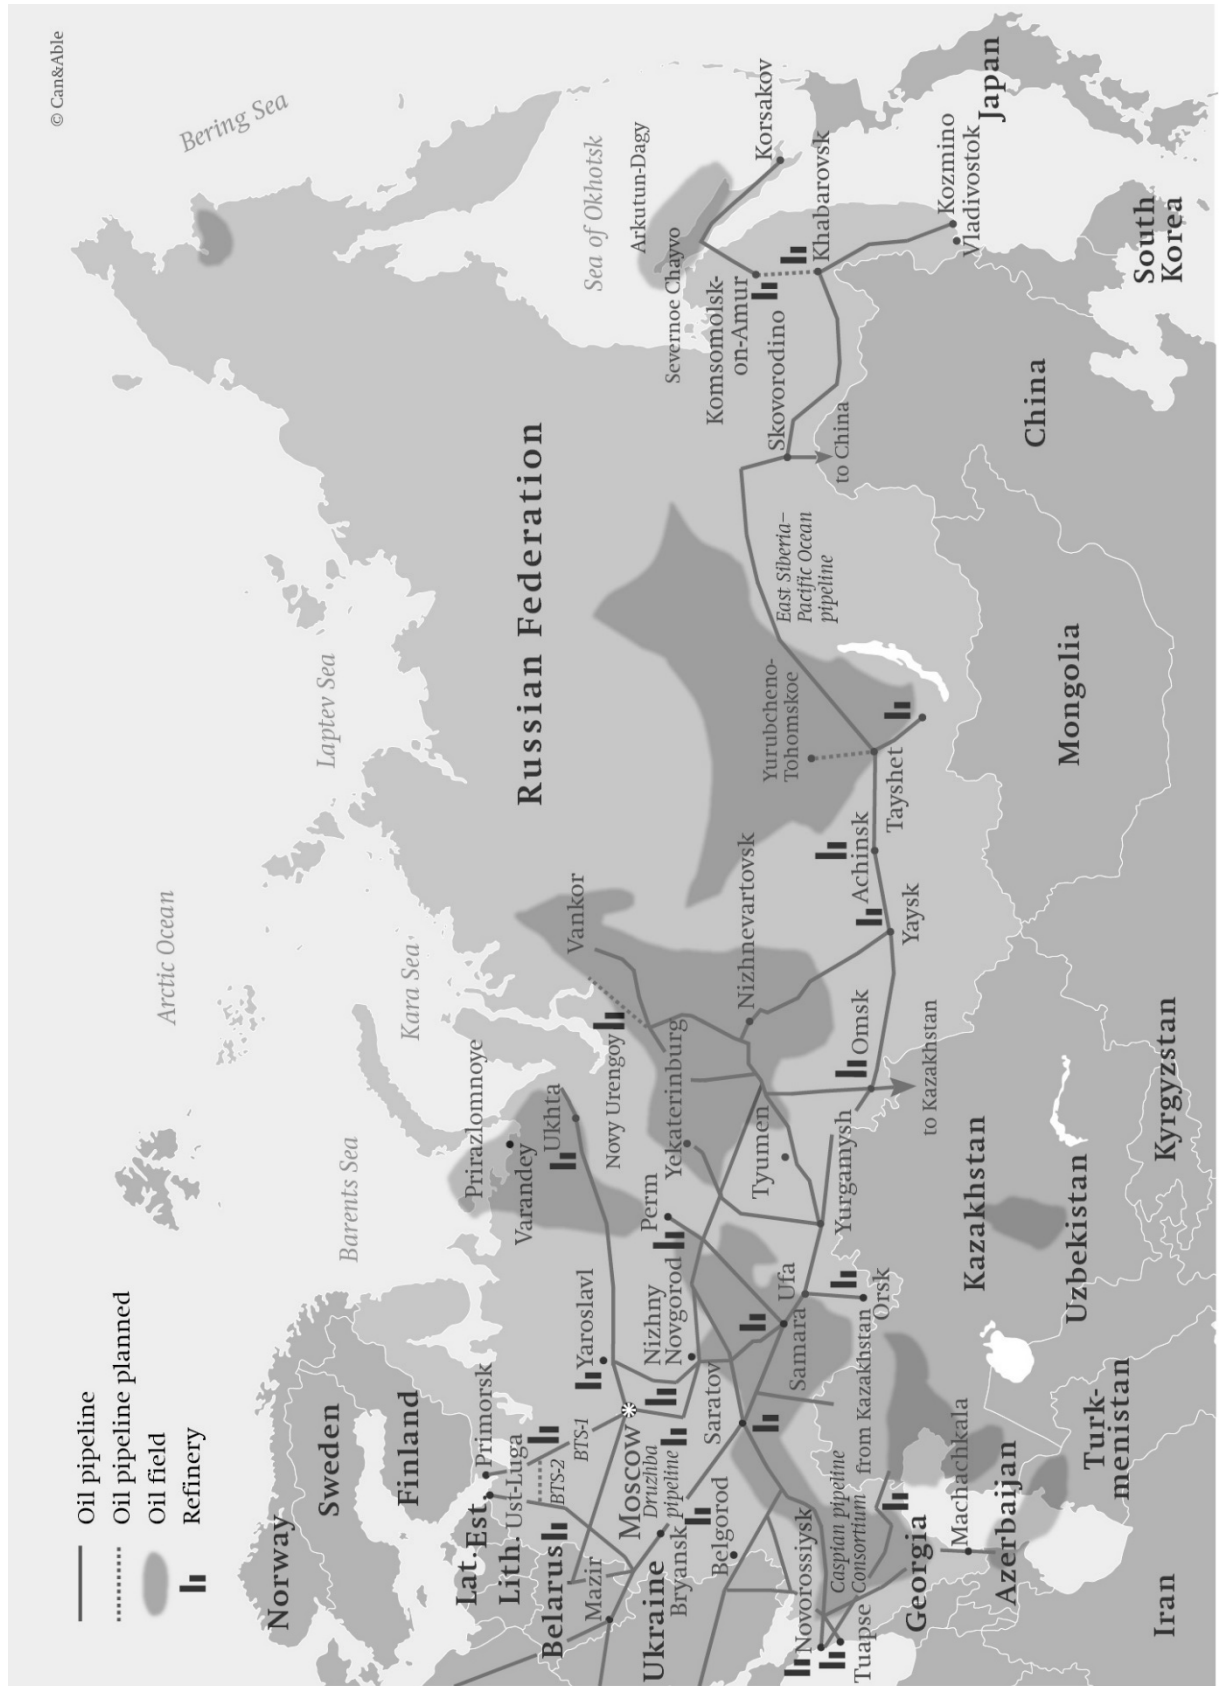 Oil pipeline
Oil pipeline planned
Oil field
Refinery
© Can&Able
Arctic Ocean
Barents Sea
Kara Sea
Laptev Sea
Bering Sea
Sea of Okhotsk
Norway
Sweden
Finland
Est.
Lat.
Lith.
Belarus
Ukraine
Russian Federation
Primorsk
Ust-Luga
BTS-1
BTS-2
Mazir
Moscow
Druzhba
pipeline
Bryansk
Belgorod
Yaroslavl
Nizhny
Novgorod
Saratov
Samara
Ufa
Orsk
Perm
Prirazlomnoye
Varandey
Ukhta
Novy Urengoy
Yekaterinburg
Tyumen
Yurgamysh
Vankor
Nizhnevartovsk
Omsk
to Kazakhstan
Yaysk
Achinsk
Tayshet
Yurubcheno-
Tohomskoe
East Siberia–
Pacific Ocean
pipeline
Skovorodino
to China
Komsomolsk-
on-Amur
Severnoe Chayvo
Arkutun-Dagy
Korsakov
Khabarovsk
Kozmino
Vladivostok
Japan
South
Korea
China
Mongolia
Kazakhstan
Kyrgyzstan
Uzbekistan
Turk-
menistan
from Kazakhstan
Caspian pipeline
Consortium
Novorossiysk
Tuapse
Machachkala
Georgia
Azerbaijan
Iran